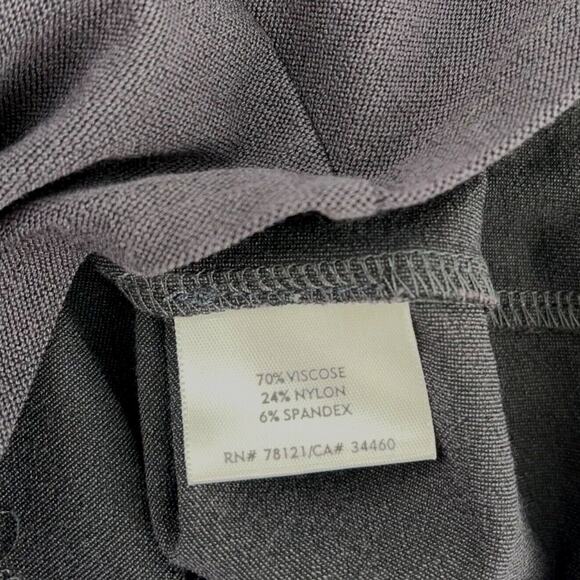 70% VISCOSE
24% NYLON
6% SPANDEX
RN# 78121/CA# 34460